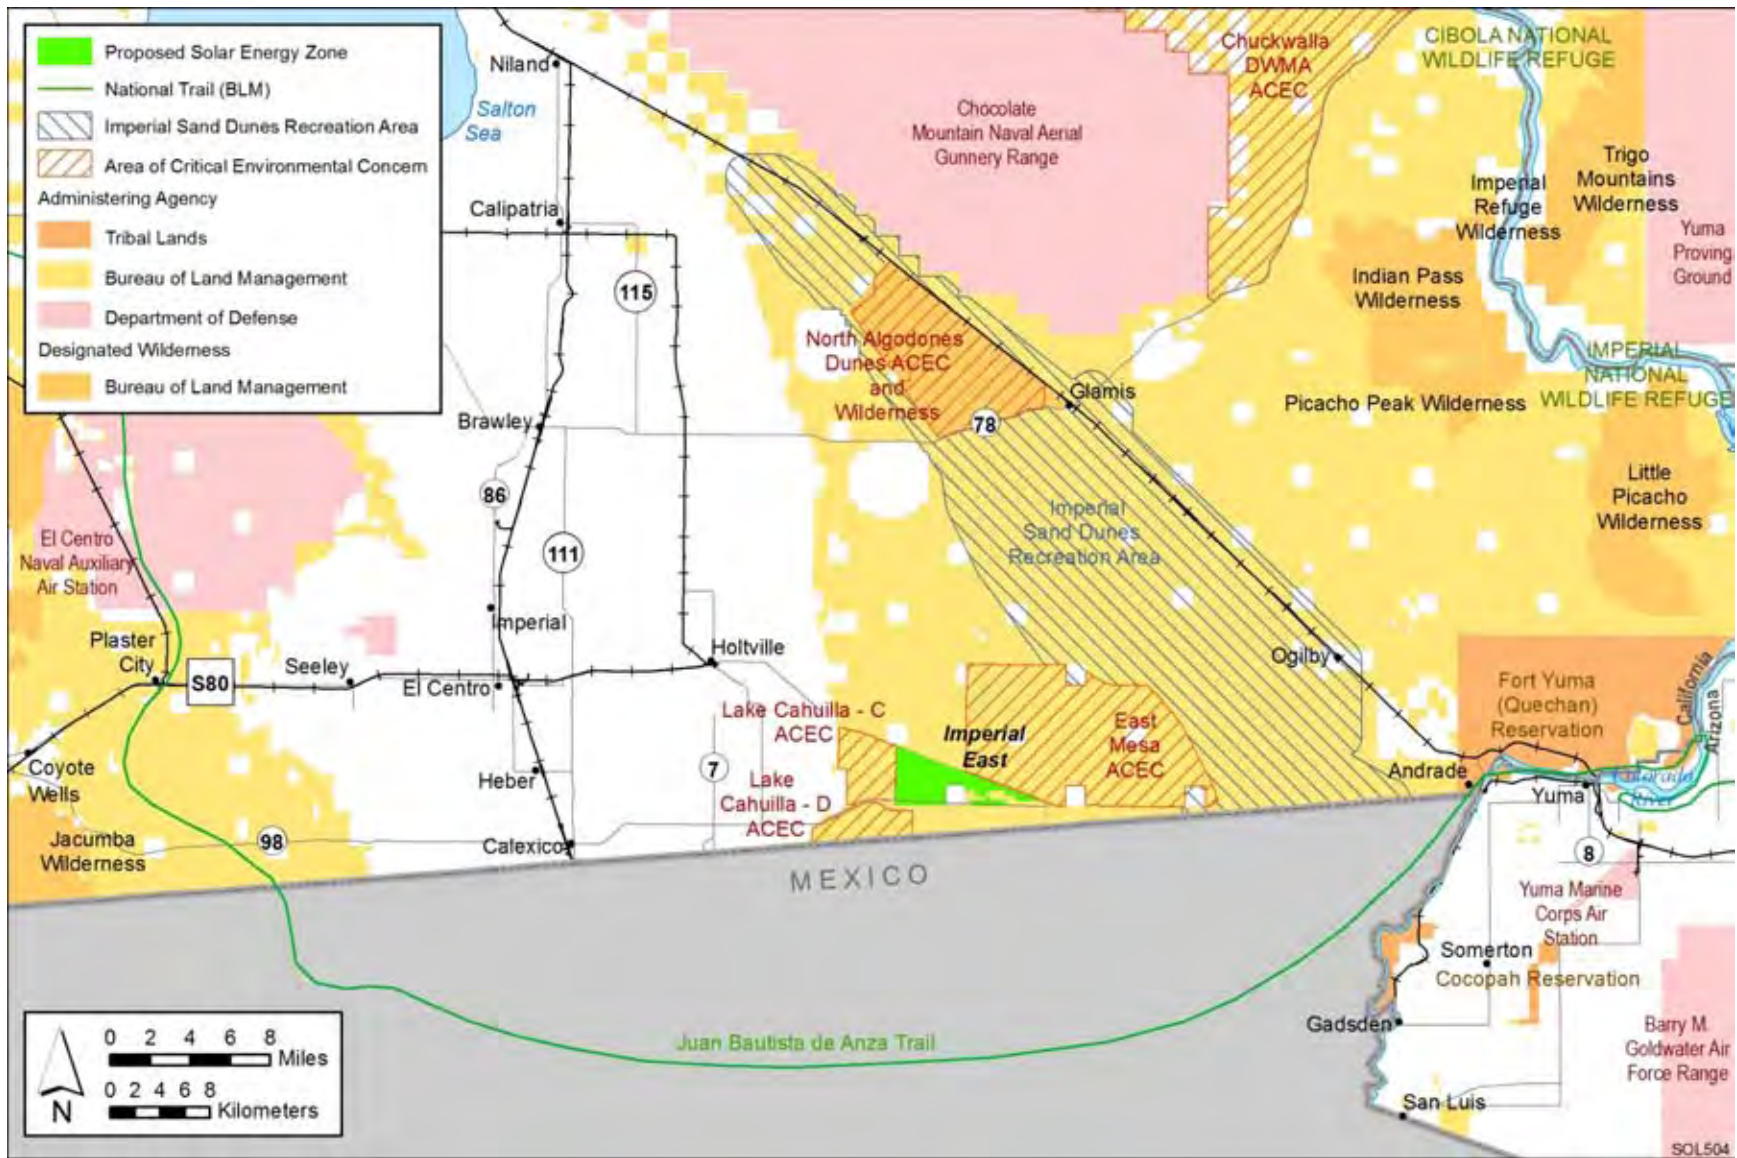 Proposed Solar Energy Zone
National Trail (BLM)
Imperial Sand Dunes Recreation Area
Area of Critical Environmental Concern
Administering Agency
Tribal Lands
Bureau of Land Management
Department of Defense
Designated Wilderness
Bureau of Land Management
Niland
Salton
Sea
Calipatria
115
Chocolate
Mountain Naval Aerial
Gunnery Range
Chuckwalla
DWMA
ACEC
CIBOLA NATIONAL
WILDLIFE REFUGE
Trigo
Mountains
Wilderness
Imperial
Refuge
Wilderness
Yuma
Proving
Ground
Indian Pass
Wilderness
North Algodones
Dunes ACEC
and
Wilderness
Glamis
78
IMPERIAL
NATIONAL
WILDLIFE REFUGE
Picacho Peak Wilderness
Little
Picacho
Wilderness
Brawley
86
111
Imperial
Sand Dunes
Recreation Area
El Centro
Naval Auxiliary
Air Station
Imperial
Plaster
City
S80
Seeley
El Centro
Holtville
Ogilby
Fort Yuma
(Quechan)
Reservation
California
Arizona
Lake Cahuilla - C
ACEC
Imperial
East
East
Mesa
ACEC
Coyote
Wells
Heber
7
Lake
Cahuilla - D
ACEC
Andrade
Yuma
Colorado
River
Jacumba
Wilderness
98
Calexico
8
MEXICO
Yuma Marine
Corps Air
Station
Somerton
Cocopah Reservation
Gadsden
Juan Bautista de Anza Trail
Barry M.
Goldwater Air
Force Range
San Luis
0 2 4 6 8
Miles
0 2 4 6 8
Kilometers
N
SOL504